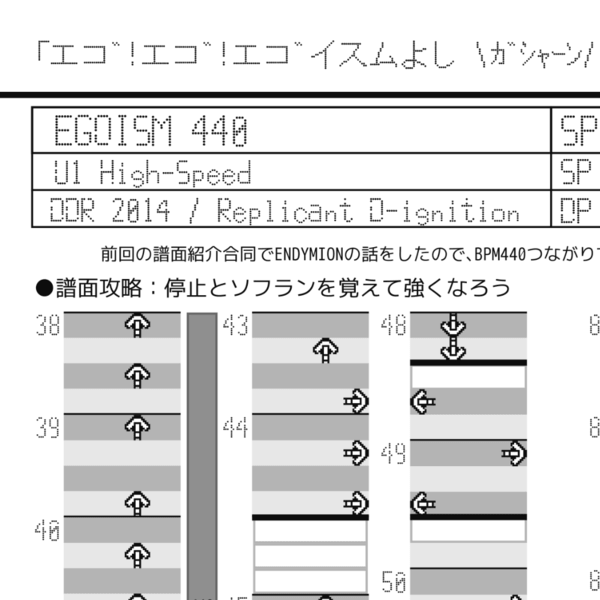 「エゴ!エゴ!エゴイスムよし \ガシャーン/
EGOISM 440 SP
U1 High-Speed SP
DDR 2014 / Replicant D-ignition DP
前回の譜面紹介合同でENDYMIONの話をしたので、BPM440つながり
●譜面攻略：停止とソフランを覚えて強くなろう
38 43 48 8
39 44 49 8
40 50 8